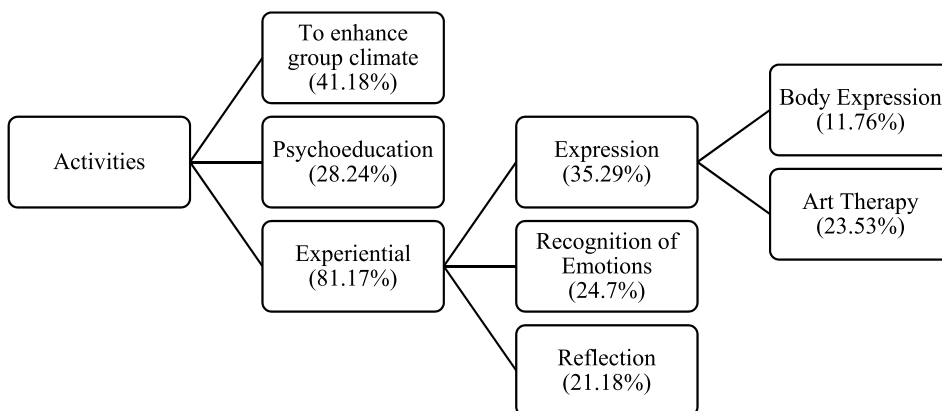 Activities
To enhance
group climate
(41.18%)
Psychoeducation
(28.24%)
Experiential
(81.17%)
Expression
(35.29%)
Recognition of
Emotions
(24.7%)
Reflection
(21.18%)
Body Expression
(11.76%)
Art Therapy
(23.53%)